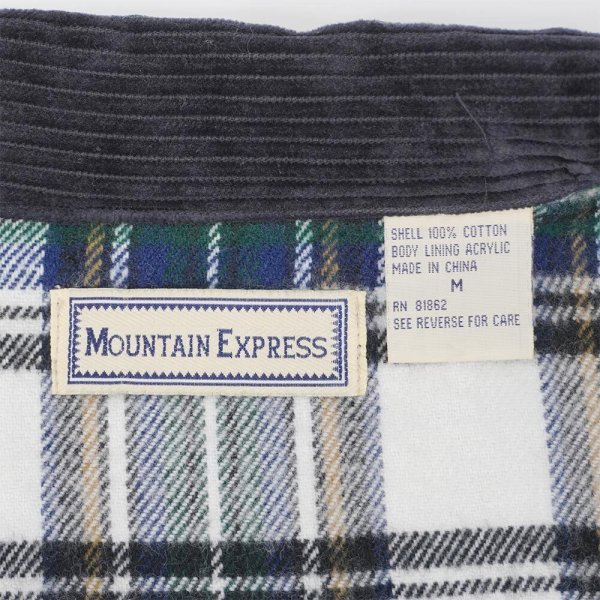 MOUNTAIN EXPRESS
SHELL 100% COTTON
BODY LINING ACRYLIC
MADE IN CHINA
M
RN 81862
SEE REVERSE FOR CARE